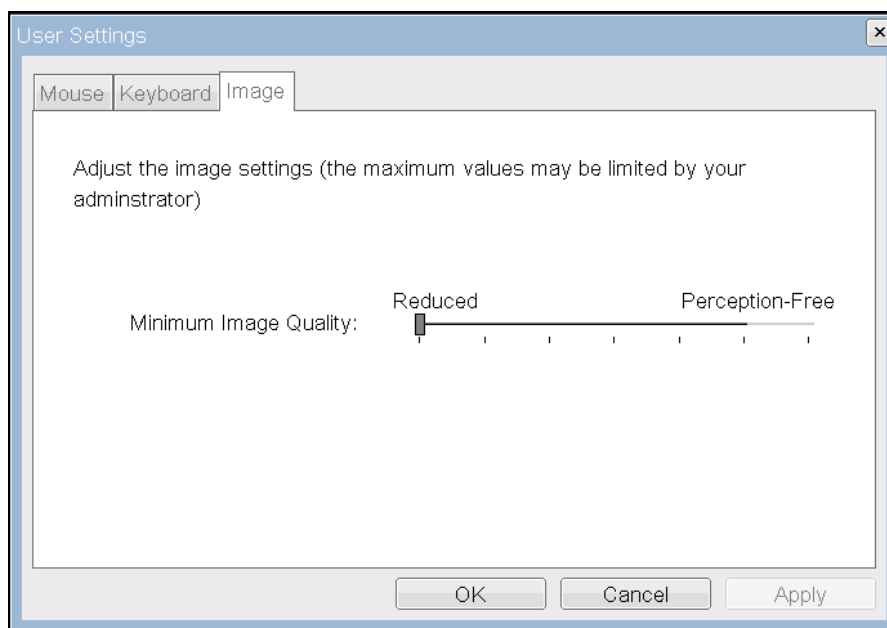 User Settings
Mouse Keyboard Image
Adjust the image settings (the maximum values may be limited by your
adminstrator)
Reduced Perception-Free
Minimum Image Quality:
OK Cancel Apply